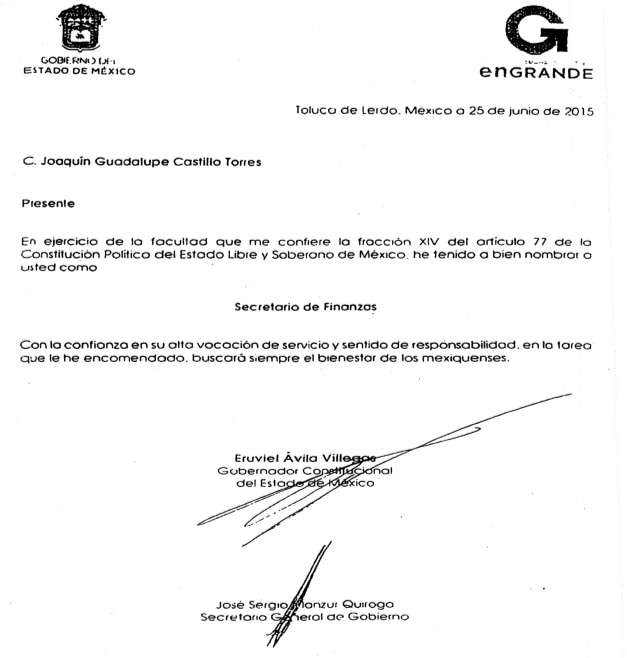 GOBIERNO DEL
ESTADO DE MÉXICO
enGRANDE
Toluca de Lerdo, México a 25 de junio de 2015
C. Joaquín Guadalupe Castillo Torres
Presente
En ejercicio de la facultad que me confiere la fracción XIV del artículo 77 de la
Constitución Política del Estado Libre y Soberano de México, he tenido a bien nombrar a
usted como
Secretario de Finanzas
Con la confianza en su alta vocación de servicio y sentido de responsabilidad, en la tarea
que le he encomendado, buscará siempre el bienestar de los mexiquenses.
Eruviel Ávila Villegas
Gobernador Constitucional
del Estado de México
José Sergio Manzur Quiroga
Secretario General de Gobierno